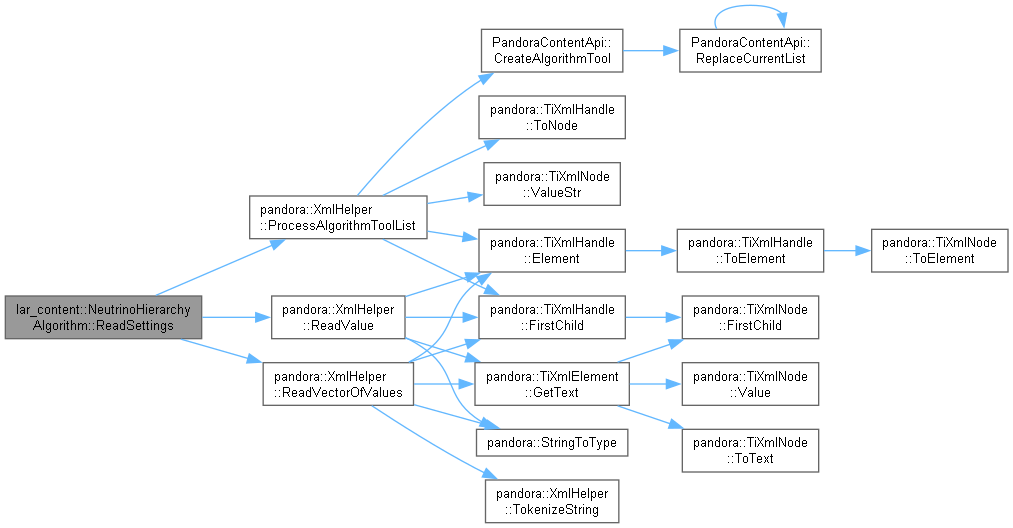 lar_content::NeutrinoHierarchy
Algorithm::ReadSettings
pandora::XmlHelper
::ProcessAlgorithmToolList
pandora::XmlHelper
::ReadValue
pandora::XmlHelper
::ReadVectorOfValues
PandoraContentApi::
CreateAlgorithmTool
pandora::TiXmlHandle
::ToNode
pandora::TiXmlNode
::ValueStr
pandora::TiXmlHandle
::Element
pandora::TiXmlHandle
::FirstChild
pandora::TiXmlElement
::GetText
pandora::StringToType
pandora::XmlHelper
::TokenizeString
PandoraContentApi::
ReplaceCurrentList
pandora::TiXmlHandle
::ToElement
pandora::TiXmlNode
::FirstChild
pandora::TiXmlNode
::Value
pandora::TiXmlNode
::ToText
pandora::TiXmlNode
::ToElement